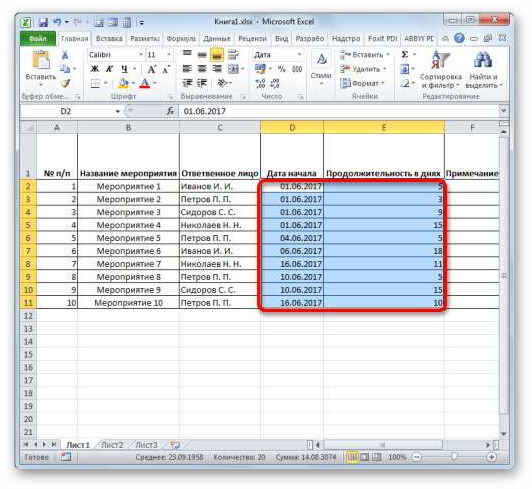 Книга1.xlsx - Microsoft Excel
Файл Главная Вставка Разметк Формуль Данные Рецензи Вид Разрабо Надстро Foxit PDI ABBYY PD
Вставить
Calibri 11
Ж К Ч
Дата
% 000
Стили
Вставить
Удалить
Формат
Σ
Сортировка и фильтр
Найти и выделить
Буфер обме... Шрифт Выравнивание Число Ячейки Редактирование
D2 fx 01.06.2017
A B C D E F
1 № п/п Название мероприятия Ответвенное лицо Дата начала Продолжительность в днях Примечание
2 1 Мероприятие 1 Иванов И. И. 01.06.2017 5
3 2 Мероприятие 2 Петров П. П. 01.06.2017 3
4 3 Мероприятие 3 Сидоров С. С. 01.06.2017 9
5 4 Мероприятие 4 Николаев Н. Н. 01.06.2017 15
6 5 Мероприятие 5 Петров П. П. 04.06.2017 5
7 6 Мероприятие 6 Иванов И. И. 06.06.2017 18
8 7 Мероприятие 7 Николаев Н. Н. 16.06.2017 11
9 8 Мероприятие 8 Петров П. П. 10.06.2017 5
10 9 Мероприятие 9 Сидоров С. С. 10.06.2017 15
11 10 Мероприятие 10 Петров П. П. 16.06.2017 10
12
13
14
15
16
17
18
19
20
21
Лист1 Лист2 Лист3
Готово Среднее: 23.09.1958 Количество: 20 Сумма: 14.08.3074 100%